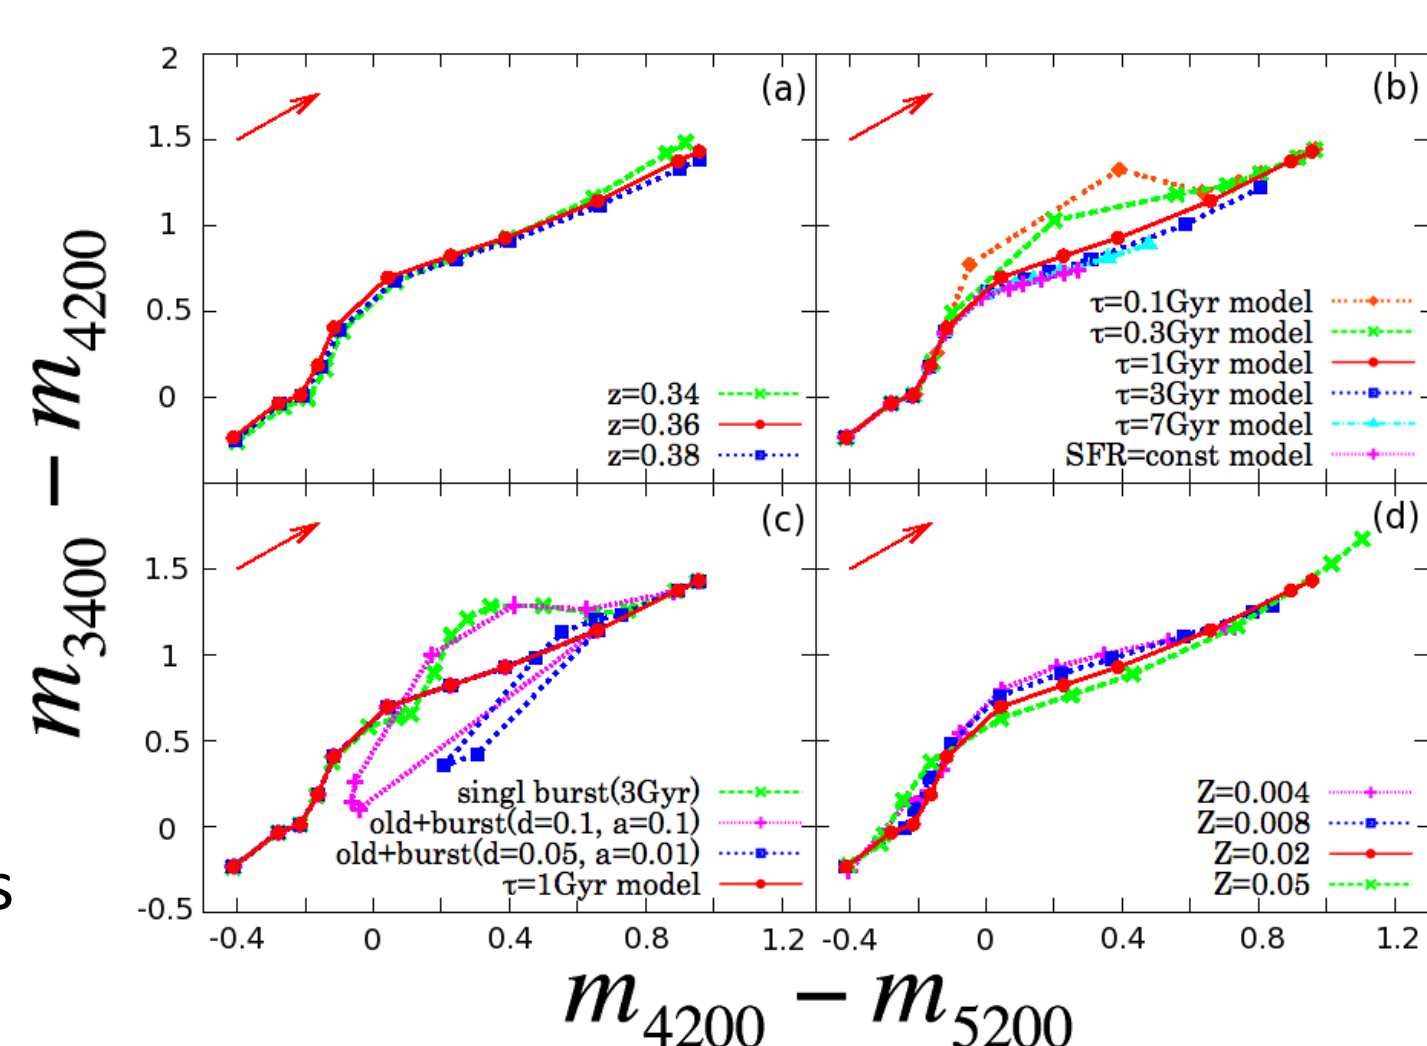 m3400 − m4200
2
1.5
1
0.5
0
(a)
z=0.34
z=0.36
z=0.38
(b)
τ=0.1Gyr model
τ=0.3Gyr model
τ=1Gyr model
τ=3Gyr model
τ=7Gyr model
SFR=const model
1.5
1
0.5
0
-0.5
(c)
singl burst(3Gyr)
old+burst(d=0.1, a=0.1)
old+burst(d=0.05, a=0.01)
τ=1Gyr model
(d)
Z=0.004
Z=0.008
Z=0.02
Z=0.05
s
-0.4 0 0.4 0.8 1.2 -0.4 0 0.4 0.8 1.2
m4200 − m5200